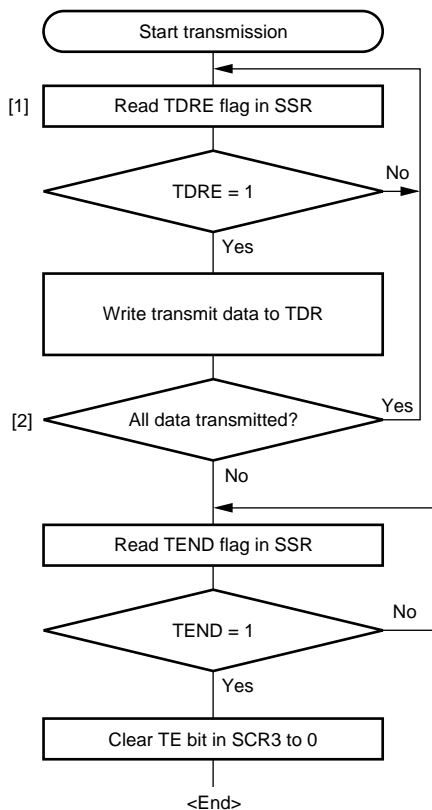 Start transmission
[1]
Read TDRE flag in SSR
TDRE = 1
No
Yes
Write transmit data to TDR
[2]
All data transmitted?
Yes
No
Read TEND flag in SSR
TEND = 1
No
Yes
Clear TE bit in SCR3 to 0
<End>